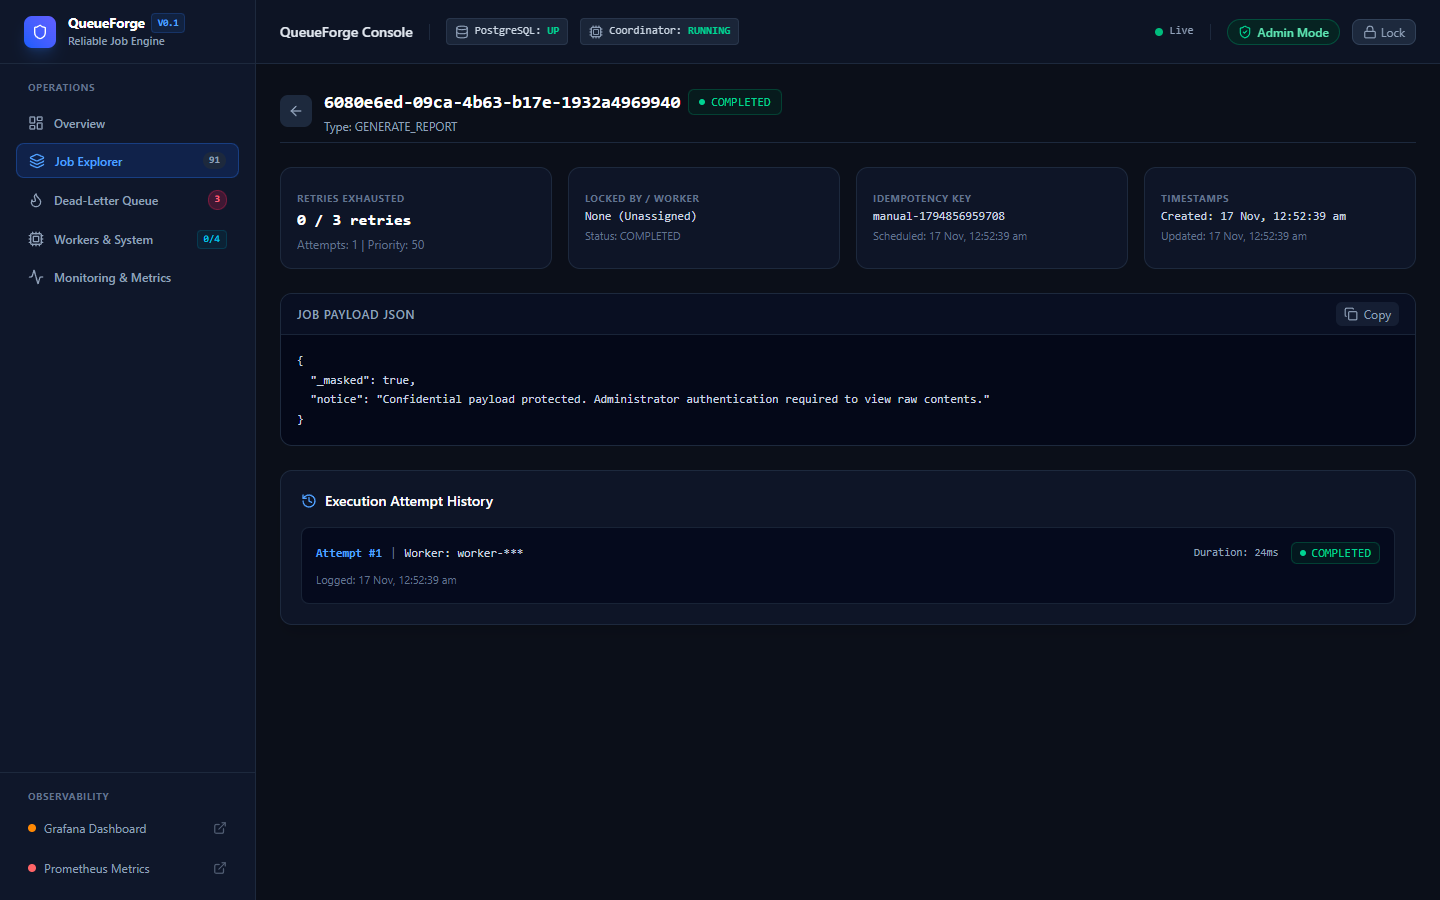 QueueForge V0.1
Reliable Job Engine
OPERATIONS
Overview
Job Explorer 91
Dead-Letter Queue 3
Workers & System 0/4
Monitoring & Metrics
OBSERVABILITY
Grafana Dashboard
Prometheus Metrics
QueueForge Console
PostgreSQL: UP
Coordinator: RUNNING
Live
Admin Mode
Lock
6080e6ed-09ca-4b63-b17e-1932a4969940 COMPLETED
Type: GENERATE_REPORT
RETRIES EXHAUSTED
0 / 3 retries
Attempts: 1 | Priority: 50
LOCKED BY / WORKER
None (Unassigned)
Status: COMPLETED
IDEMPOTENCY KEY
manual-1794856959708
Scheduled: 17 Nov, 12:52:39 am
TIMESTAMPS
Created: 17 Nov, 12:52:39 am
Updated: 17 Nov, 12:52:39 am
JOB PAYLOAD JSON
Copy
{
"_masked": true,
"notice": "Confidential payload protected. Administrator authentication required to view raw contents."
}
Execution Attempt History
Attempt #1 | Worker: worker-*** Duration: 24ms COMPLETED
Logged: 17 Nov, 12:52:39 am